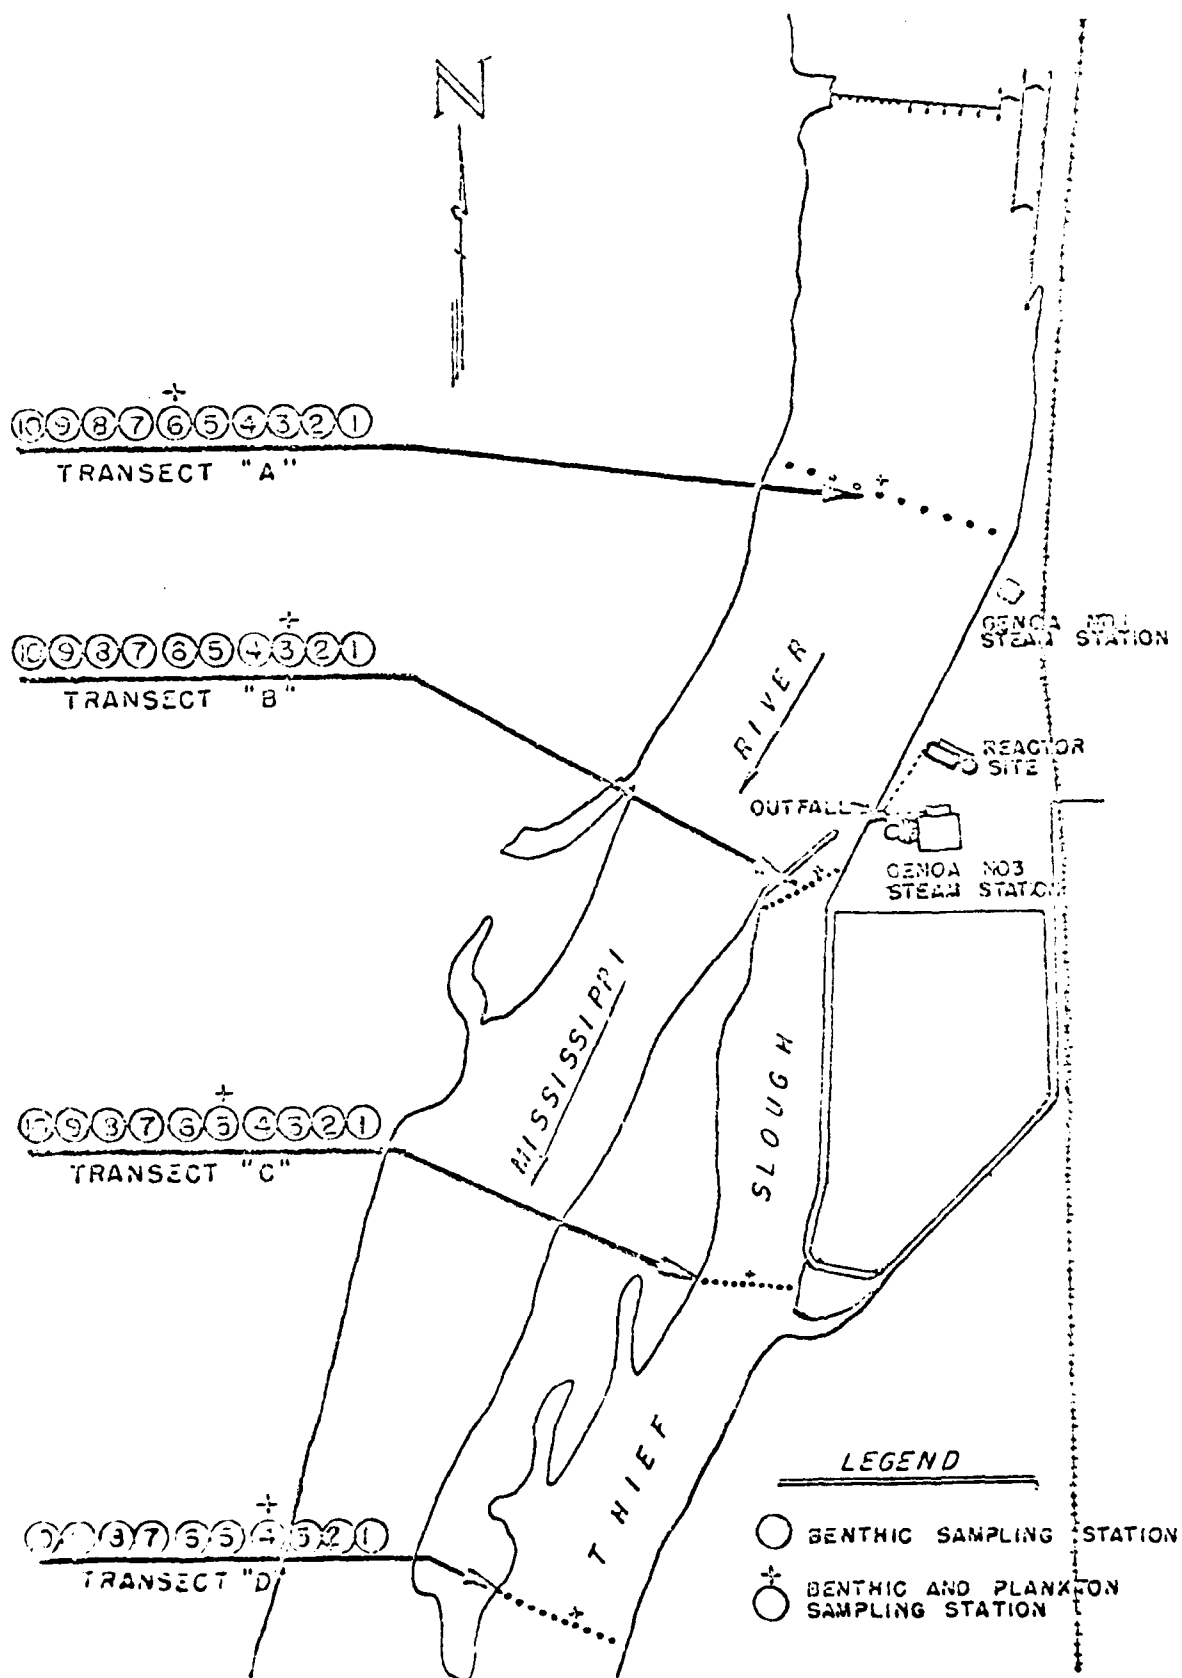 N
10 9 8 7 6 5 4 3 2 1
TRANSECT "A"
GENOA NO.1
STEAM STATION
10 9 8 7 6 5 4 3 2 1
TRANSECT "B"
RIVER
REACTOR
SITE
OUTFALL
GENOA NO3
STEAM STATION
MISSISSIPPI
SLOUGH
10 9 8 7 6 5 4 3 2 1
TRANSECT "C"
THIEF
LEGEND
BENTHIC SAMPLING STATION
8 7 6 5 4 3 2 1
TRANSECT "D"
BENTHIC AND PLANKTON
SAMPLING STATION